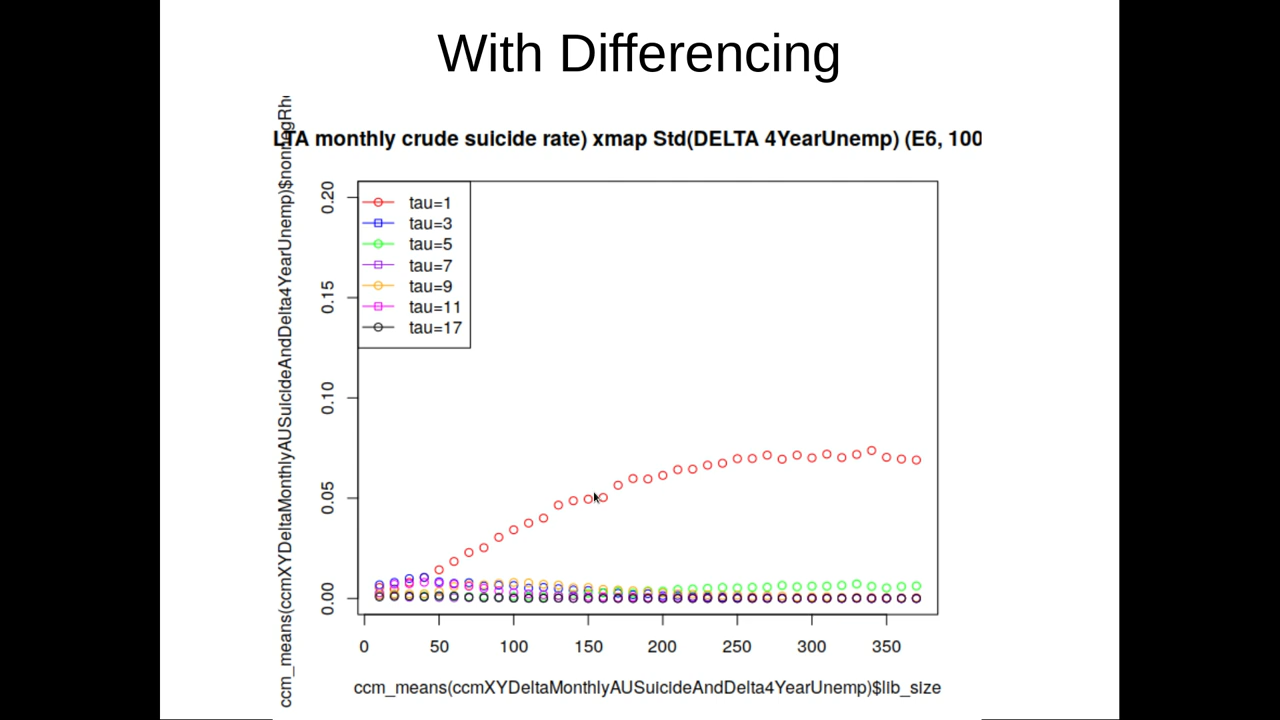 With Differencing
LTA monthly crude suicide rate) xmap Std(DELTA 4YearUnemp) (E6, 100
ccm_means(ccmXYDeltaMonthlyAUSuicideAndDelta4YearUnemp)$nonNegRho
0.20
0.15
0.10
0.05
0.00
tau=1
tau=3
tau=5
tau=7
tau=9
tau=11
tau=17
0 50 100 150 200 250 300 350
ccm_means(ccmXYDeltaMonthlyAUSuicideAndDelta4YearUnemp)$lib_size